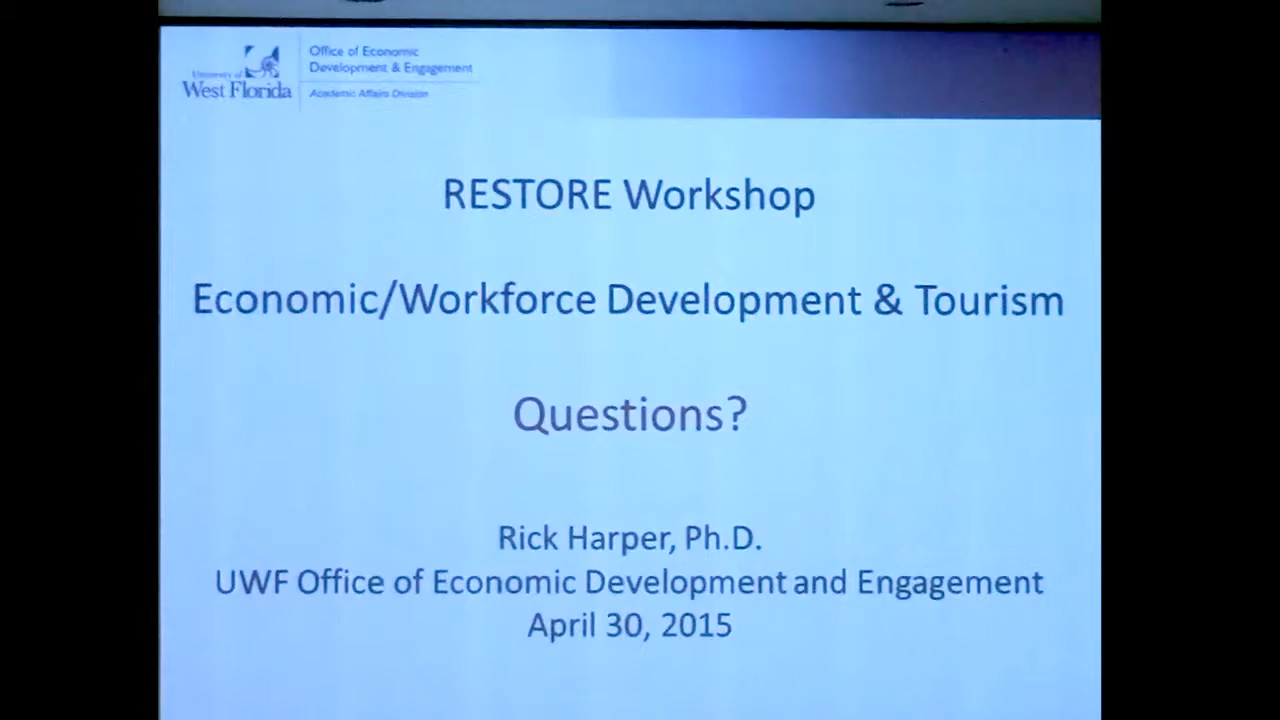 University of
West Florida
Office of Economic
Development & Engagement
Academic Affairs Division
RESTORE Workshop
Economic/Workforce Development & Tourism
Questions?
Rick Harper, Ph.D.
UWF Office of Economic Development and Engagement
April 30, 2015